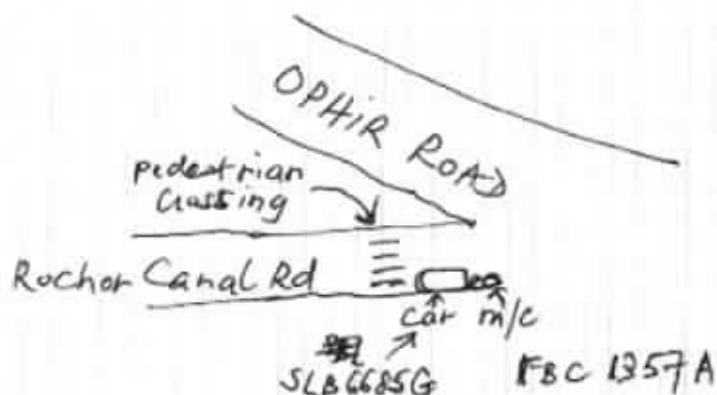 OPHIR ROAD
pedestrian
crossing
Rochor Canal Rd
car m/c
SLB6685G
FBC 1357A